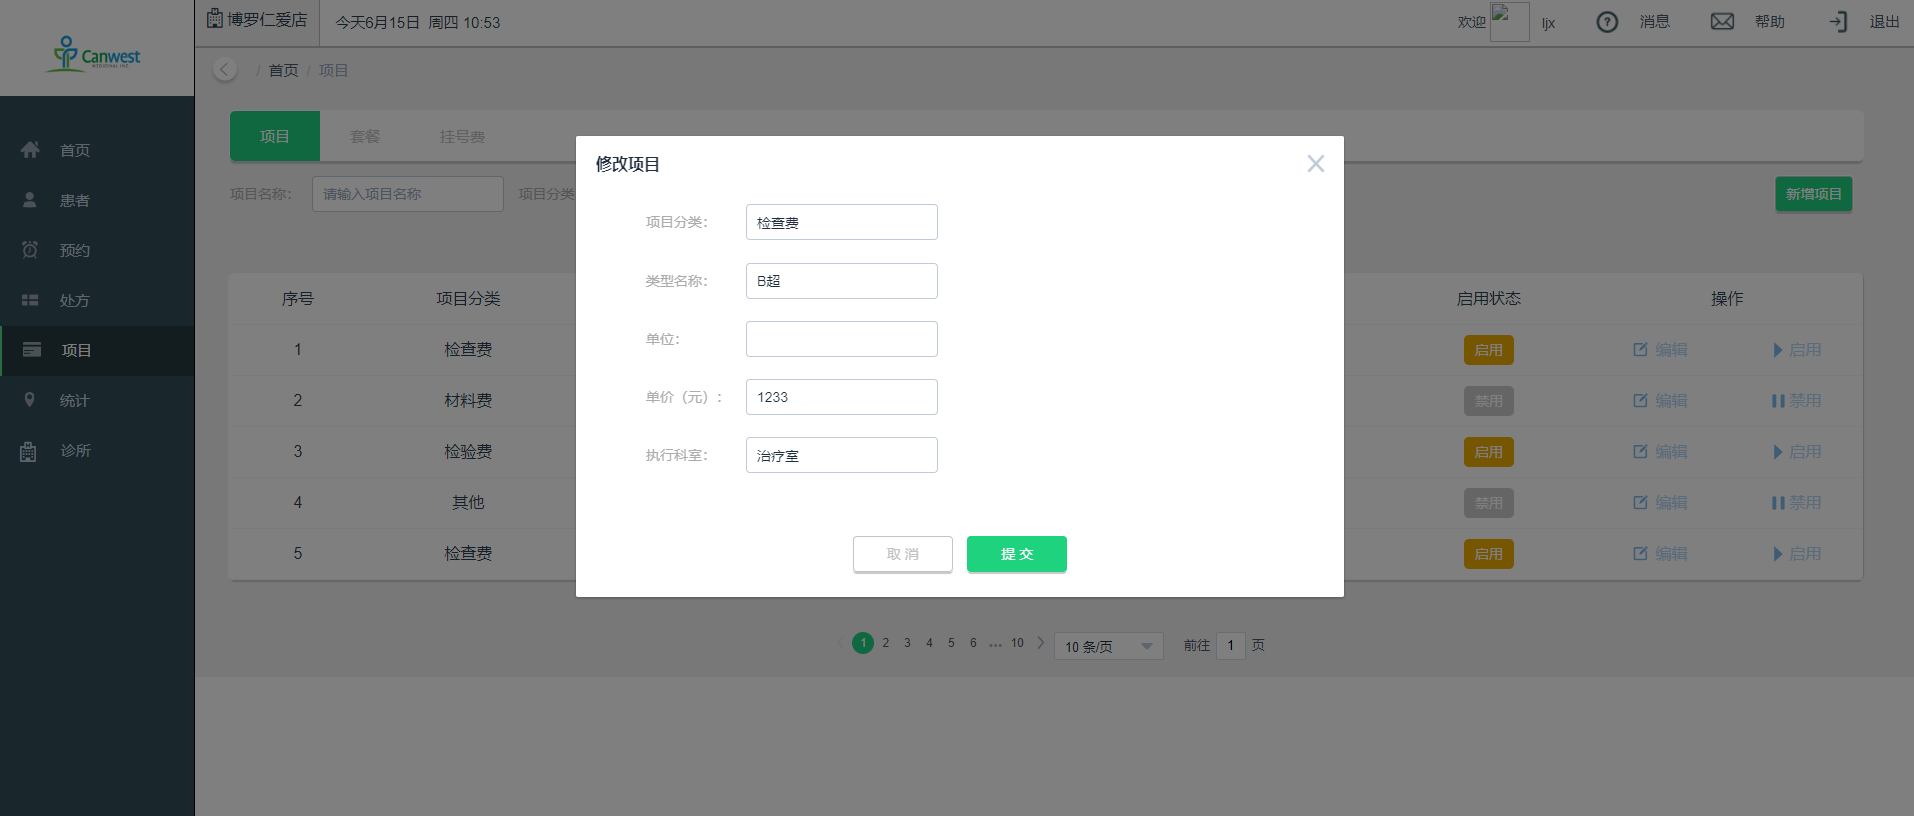 Canwest
博罗仁爱店
今天6月15日 周四 10:53
欢迎
ljx
消息
帮助
退出
/ 首页 / 项目
首页
患者
预约
处方
项目
统计
诊所
项目 套餐 挂号费
项目名称： 请输入项目名称 项目分类
新增项目
序号 项目分类 启用状态 操作
1 检查费 启用 编辑 启用
2 材料费 禁用 编辑 禁用
3 检验费 启用 编辑 启用
4 其他 禁用 编辑 禁用
5 检查费 启用 编辑 启用
修改项目
项目分类： 检查费
类型名称： B超
单位：
单价（元）： 1233
执行科室： 治疗室
取 消 提 交
1 2 3 4 5 6 ... 10 10 条/页 前往 1 页